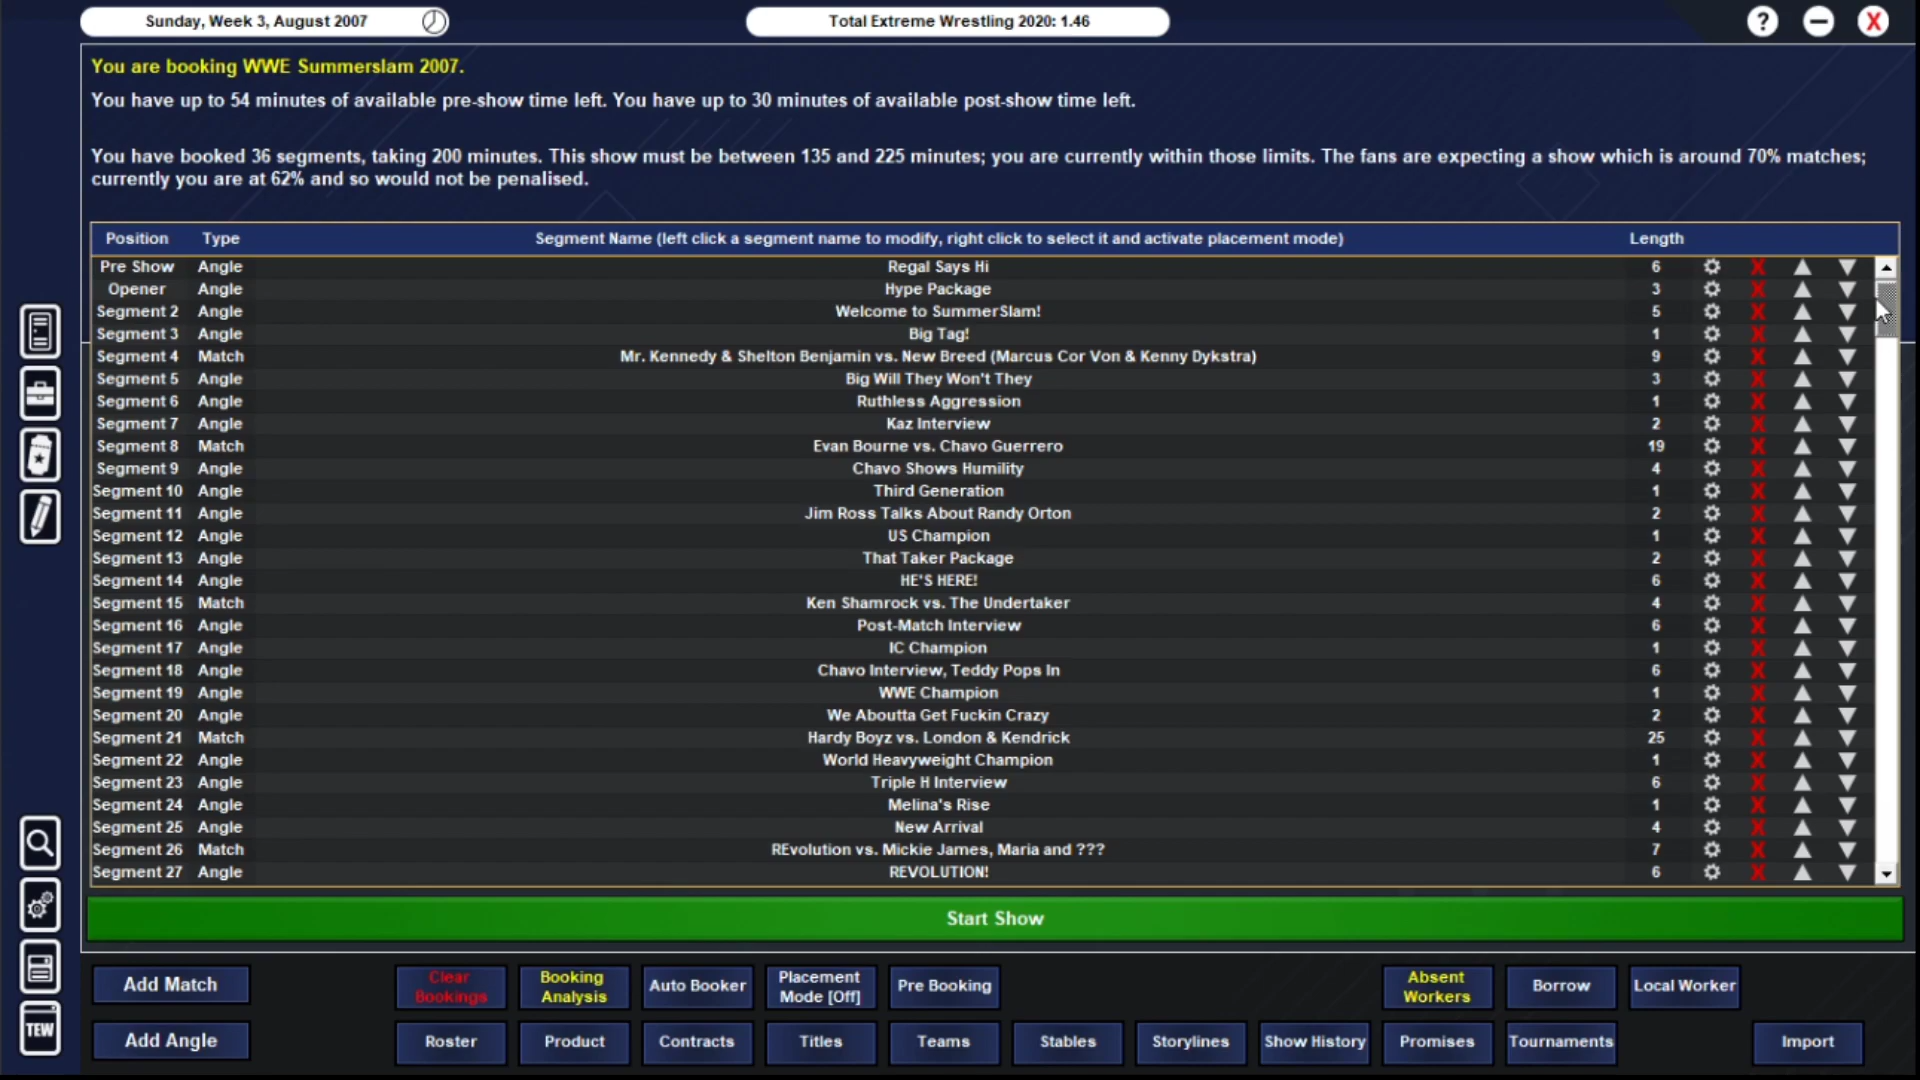 Sunday, Week 3, August 2007
Total Extreme Wrestling 2020: 1.46
? X
You are booking WWE Summerslam 2007.
You have up to 54 minutes of available pre-show time left. You have up to 30 minutes of available post-show time left.
You have booked 36 segments, taking 200 minutes. This show must be between 135 and 225 minutes; you are currently within those limits. The fans are expecting a show which is around 70% matches;
currently you are at 62% and so would not be penalised.
Position Type Segment Name (left click a segment name to modify, right click to select it and activate placement mode) Length
Pre Show Angle Regal Says Hi 6 X
Opener Angle Hype Package 3 X
Segment 2 Angle Welcome to SummerSlam! 5 X
Segment 3 Angle Big Tag! 1 X
Segment 4 Match Mr. Kennedy & Shelton Benjamin vs. New Breed (Marcus Cor Von & Kenny Dykstra) 9 X
Segment 5 Angle Big Will They Won't They 3 X
Segment 6 Angle Ruthless Aggression 1 X
Segment 7 Angle Kaz Interview 2 X
Segment 8 Match Evan Bourne vs. Chavo Guerrero 19 X
Segment 9 Angle Chavo Shows Humility 4 X
Segment 10 Angle Third Generation 1 X
Segment 11 Angle Jim Ross Talks About Randy Orton 2 X
Segment 12 Angle US Champion 1 X
Segment 13 Angle That Taker Package 2 X
Segment 14 Angle HE'S HERE! 6 X
Segment 15 Match Ken Shamrock vs. The Undertaker 4 X
Segment 16 Angle Post-Match Interview 6 X
Segment 17 Angle IC Champion 1 X
Segment 18 Angle Chavo Interview, Teddy Pops In 6 X
Segment 19 Angle WWE Champion 1 X
Segment 20 Angle We Aboutta Get Fuckin Crazy 2 X
Segment 21 Match Hardy Boyz vs. London & Kendrick 25 X
Segment 22 Angle World Heavyweight Champion 1 X
Segment 23 Angle Triple H Interview 6 X
Segment 24 Angle Melina's Rise 1 X
Segment 25 Angle New Arrival 4 X
Segment 26 Match REvolution vs. Mickie James, Maria and ??? 7 X
Segment 27 Angle REVOLUTION! 6 X
Start Show
Add Match Clear Bookings Booking Analysis Auto Booker Placement Mode [Off] Pre Booking Absent Workers Borrow Local Worker
TEW
Add Angle Roster Product Contracts Titles Teams Stables Storylines Show History Promises Tournaments Import